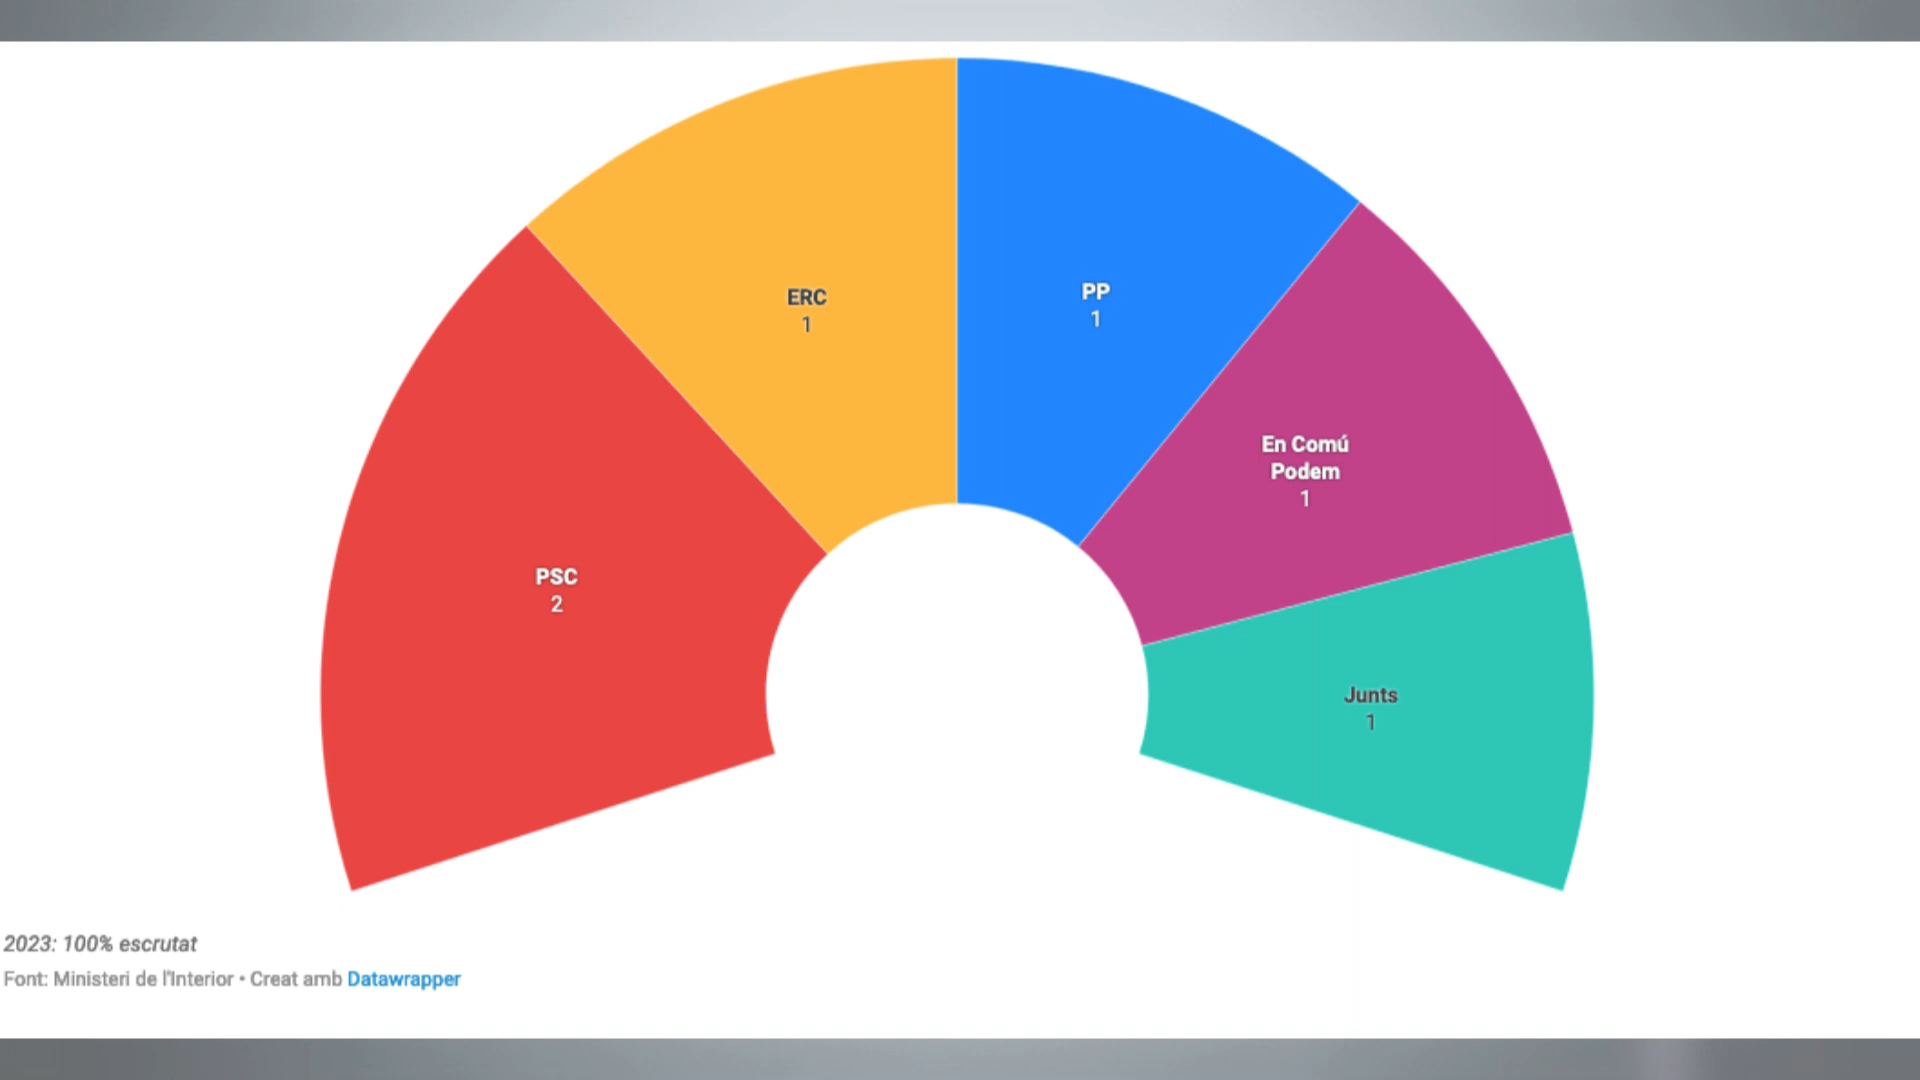 ERC
1
PP
1
En Comú
Podem
1
PSC
2
Junts
1
2023: 100% escrutat
Font: Ministeri de l'Interior • Creat amb Datawrapper